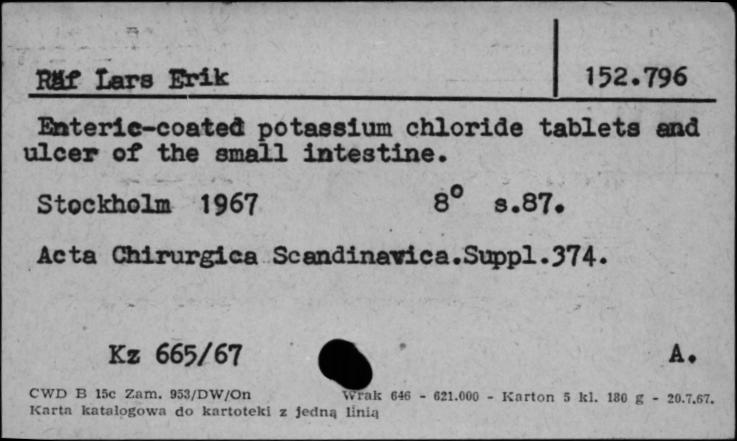 Räf Lars Erik 152.796
Enteric-coated potassium chloride tablets and
ulcer of the small intestine.
Stockholm 1967 8° s.87.
Acta Chirurgica Scandinavica.Suppl.374.
Kz 665/67 A.
CWD B 15c Zam. 953/DW/On Wrak 646 - 621.000 - Karton 5 kl. 180 g - 20.7.67.
Karta katalogowa do kartoteki z jedną linią